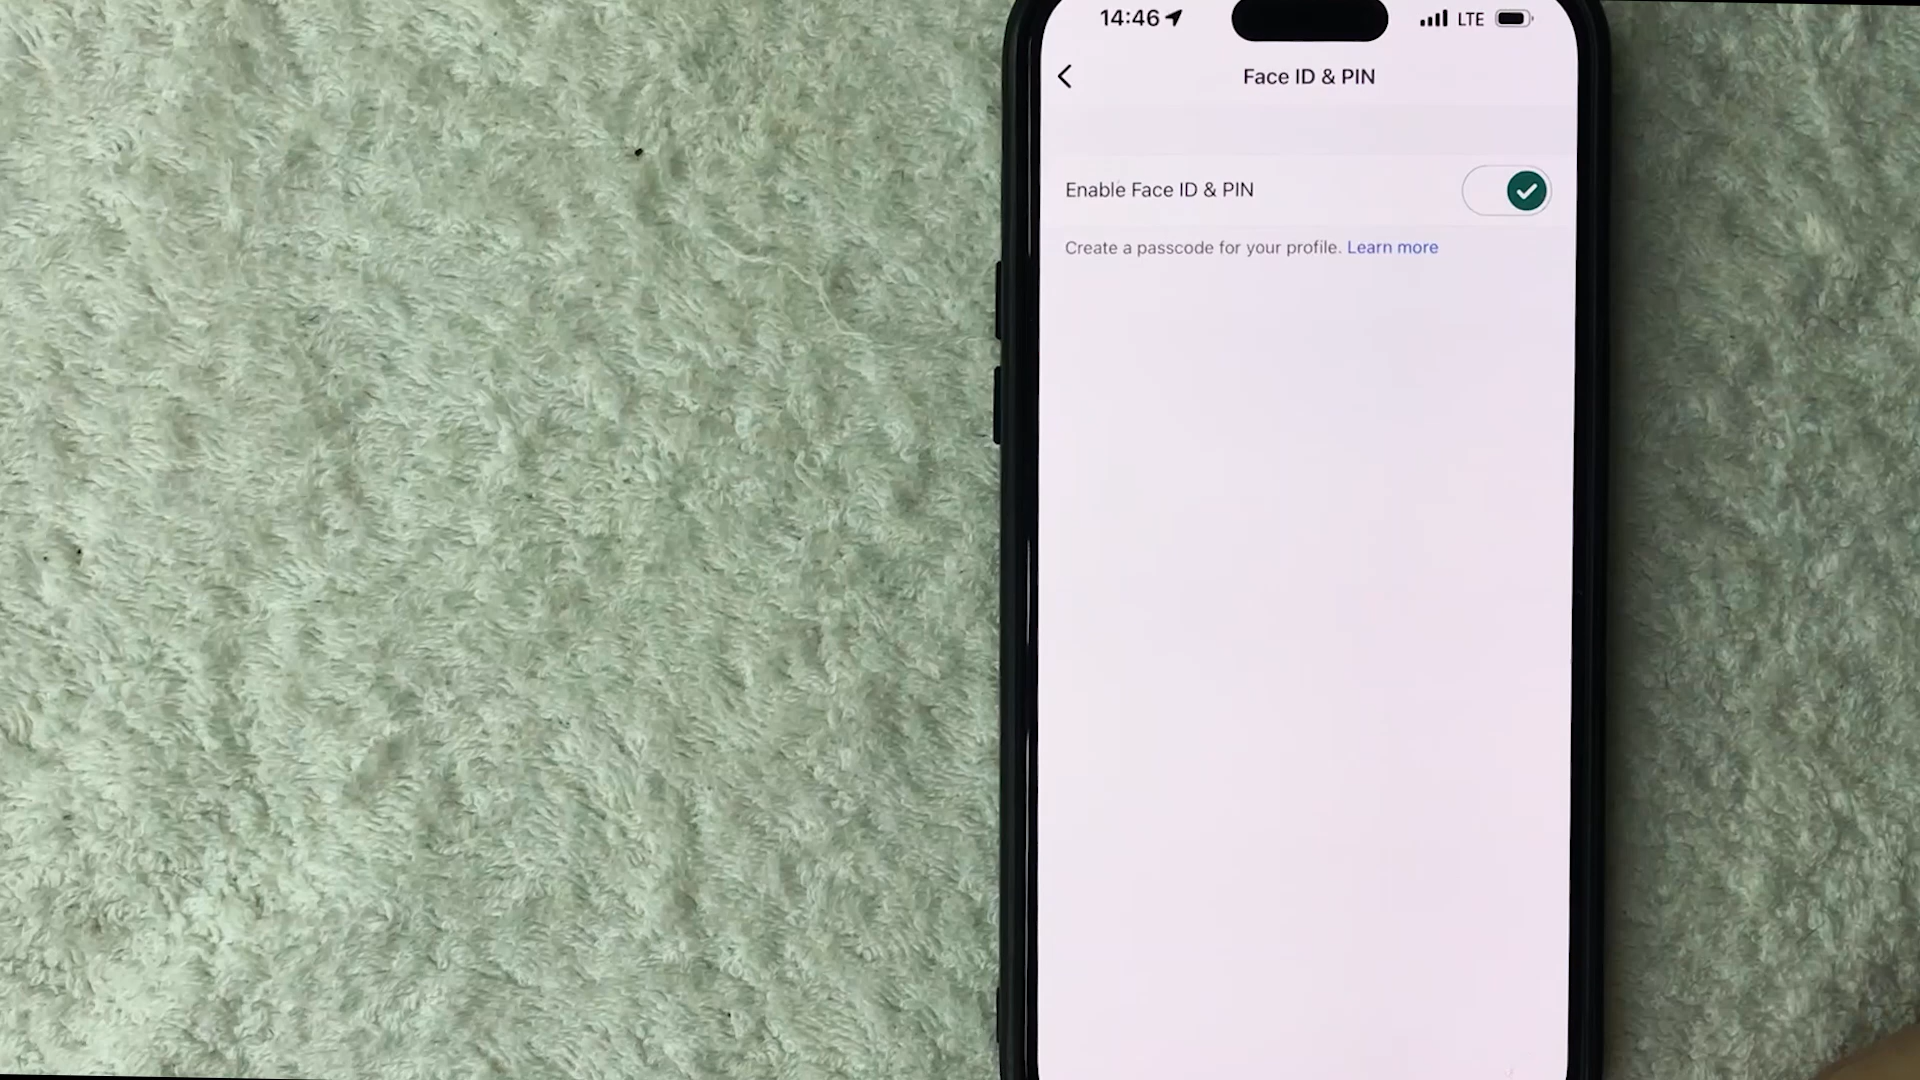 14:46 LTE
Face ID & PIN
Enable Face ID & PIN
Create a passcode for your profile. Learn more